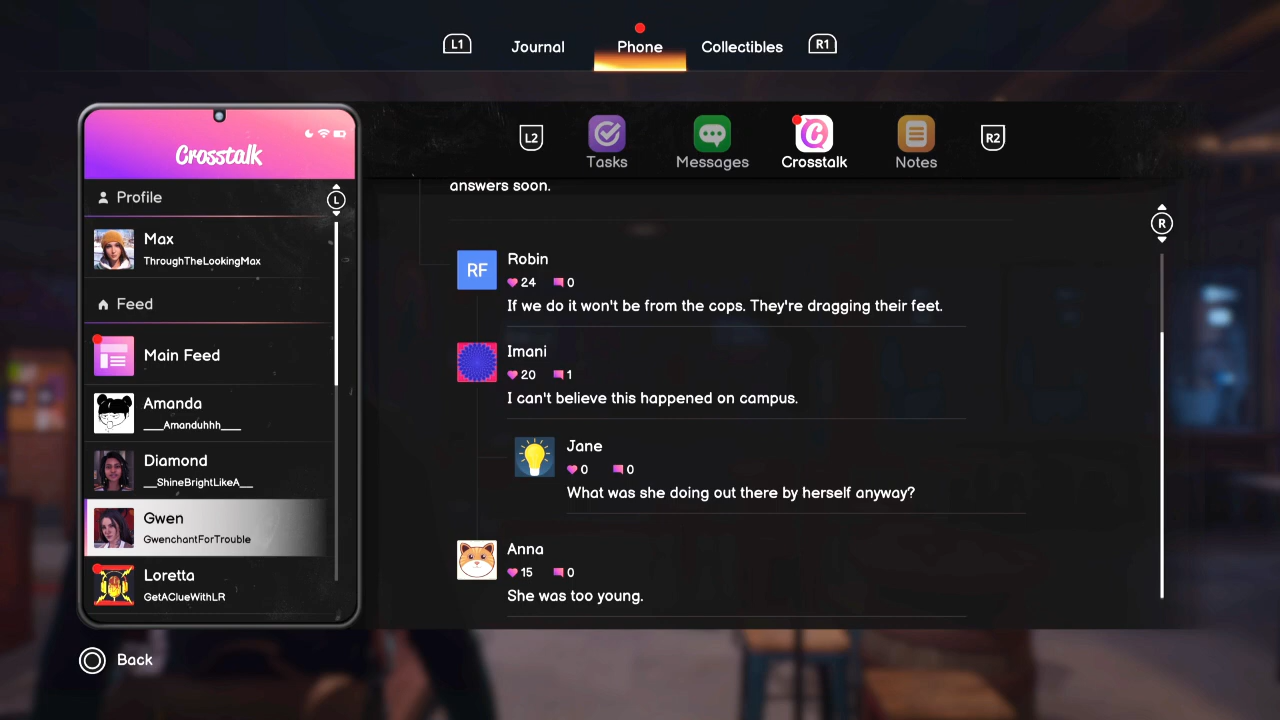 L1
Journal
Phone
Collectibles
R1
Crosstalk
Profile
L
Max
ThroughTheLookingMax
Feed
Main Feed
Amanda
___Amanduhhh____
Diamond
__ShineBrightLikeA__
Gwen
GwenchantForTrouble
Loretta
GetAClueWithLR
L2
Tasks
Messages
Crosstalk
Notes
R2
answers soon.
R
RF
Robin
24 0
If we do it won't be from the cops. They're dragging their feet.
Imani
20 1
I can't believe this happened on campus.
Jane
0 0
What was she doing out there by herself anyway?
Anna
15 0
She was too young.
Back